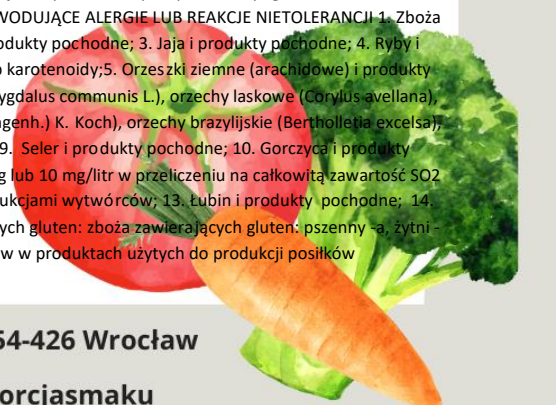 WODUJĄCE ALERGIE LUB REAKCJE NIETOLERANCJI 1. Zboża
odukty pochodne; 3. Jaja i produkty pochodne; 4. Ryby i
karotenoidy;5. Orzeszki ziemne (arachidowe) i produkty
ygdalus communis L.), orzechy laskowe (Corylus avellana),
agenh.) K. Koch), orzechy brazylijskie (Bertholletia excelsa),
9. Seler i produkty pochodne; 10. Gorczyca i produkty
g lub 10 mg/litr w przeliczeniu na całkowitą zawartość SO2
ukcjami wytwórców; 13. Łubin i produkty pochodne; 14.
ych gluten: zboża zawierających gluten: pszenny -a, żytni -
w w produktach użytych do produkcji posiłków
54-426 Wrocław
orcjasmaku